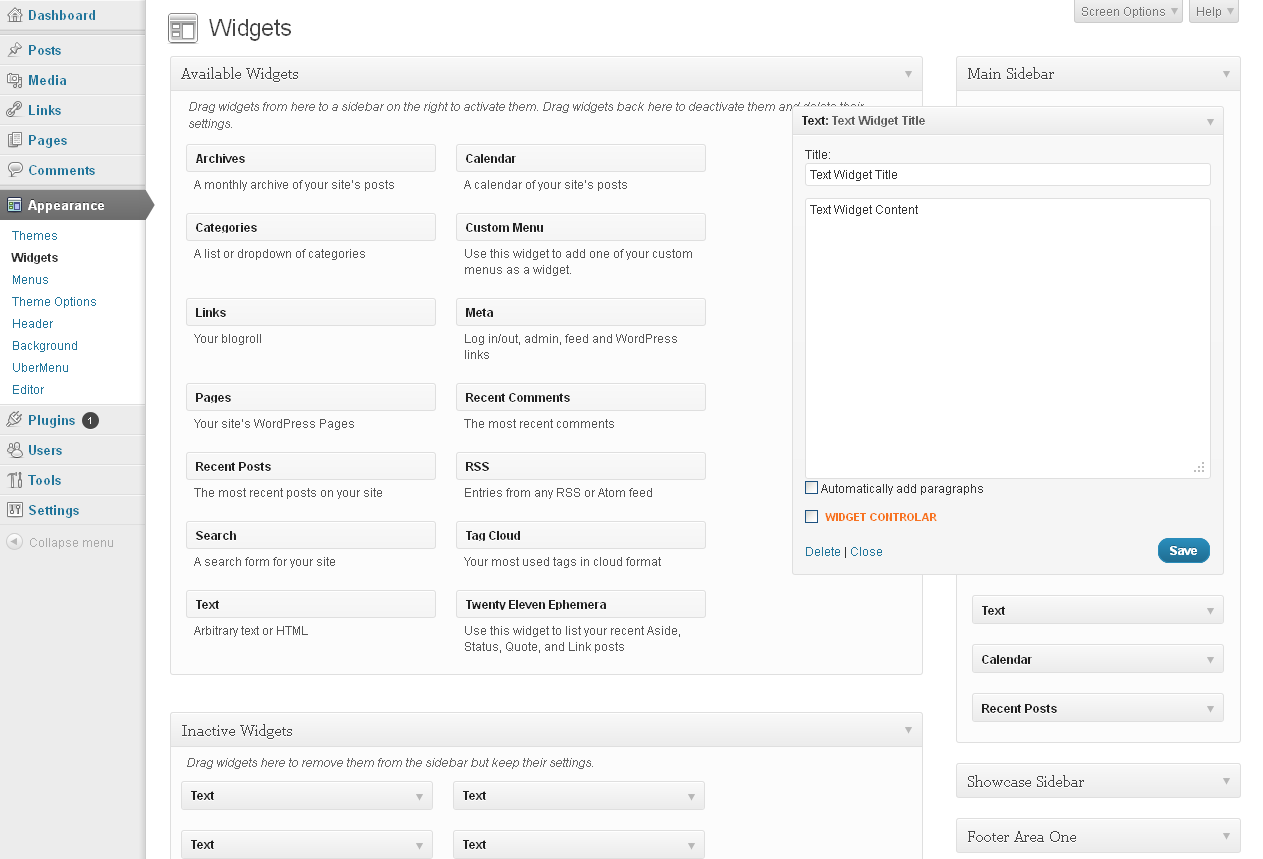 Dashboard
Posts
Media
Links
Pages
Comments
Appearance
Themes
Widgets
Menus
Theme Options
Header
Background
UberMenu
Editor
Plugins 1
Users
Tools
Settings
Collapse menu
Screen Options
Help
Widgets
Available Widgets
Drag widgets from here to a sidebar on the right to activate them. Drag widgets back here to deactivate them and delete their
settings.
Archives
A monthly archive of your site's posts
Calendar
A calendar of your site's posts
Categories
A list or dropdown of categories
Custom Menu
Use this widget to add one of your custom
menus as a widget.
Links
Your blogroll
Meta
Log in/out, admin, feed and WordPress
links
Pages
Your site's WordPress Pages
Recent Comments
The most recent comments
Recent Posts
The most recent posts on your site
RSS
Entries from any RSS or Atom feed
Search
A search form for your site
Tag Cloud
Your most used tags in cloud format
Text
Arbitrary text or HTML
Twenty Eleven Ephemera
Use this widget to list your recent Aside,
Status, Quote, and Link posts
Inactive Widgets
Drag widgets here to remove them from the sidebar but keep their settings.
Text
Text
Text
Text
Main Sidebar
Text: Text Widget Title
Title:
Text Widget Title
Text Widget Content
Automatically add paragraphs
WIDGET CONTROLAR
Delete | Close
Save
Text
Calendar
Recent Posts
Showcase Sidebar
Footer Area One